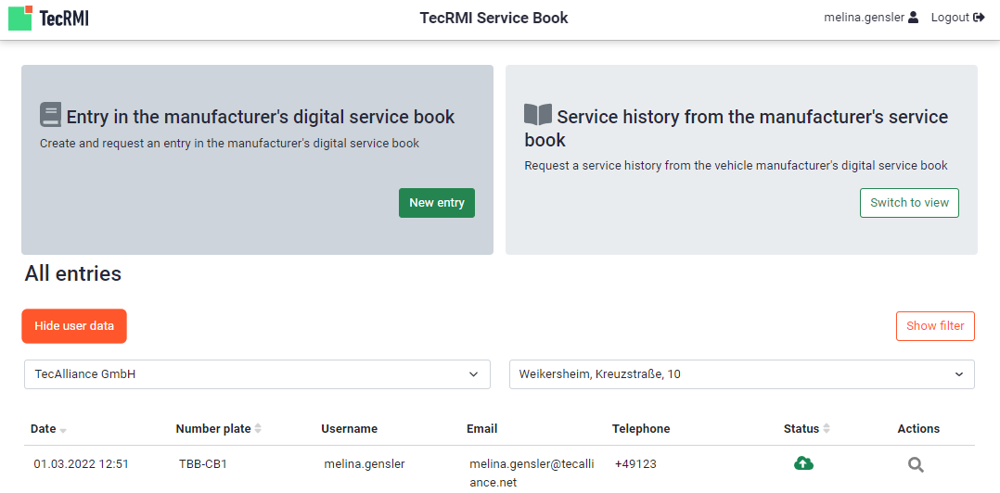 TecRMI
TecRMI Service Book
melina.gensler
Logout
Entry in the manufacturer's digital service book
Create and request an entry in the manufacturer's digital service book
New entry
Service history from the manufacturer's service
book
Request a service history from the vehicle manufacturer's digital service book
Switch to view
All entries
Hide user data
Show filter
TecAlliance GmbH
Weikersheim, Kreuzstraße, 10
Date Number plate Username Email Telephone Status Actions
01.03.2022 12:51 TBB-CB1 melina.gensler melina.gensler@tecalli +49123
ance.net